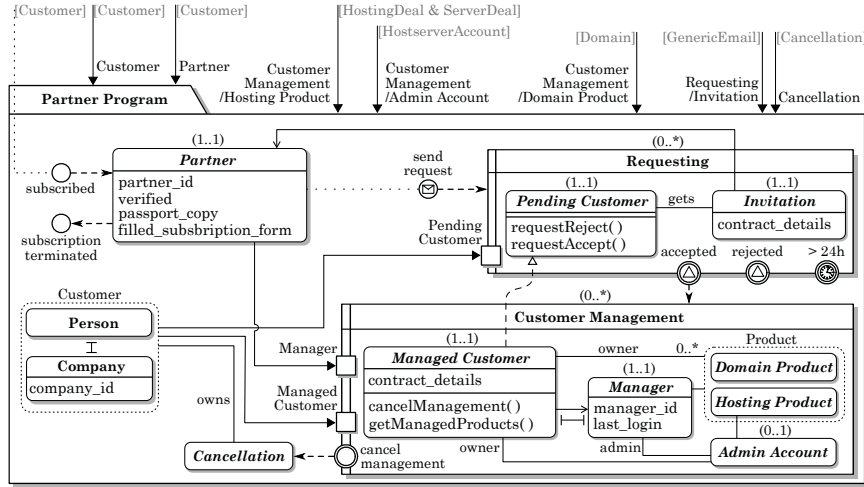 [Customer] [Customer] [Customer] [HostingDeal & ServerDeal]
[HostserverAccount] [Domain] [GenericEmail] [Cancellation]
Customer Partner
Customer
Management
/Hosting Product
Customer
Management
/Admin Account
Customer
Management
/Domain Product
Requesting
/Invitation
Cancellation
Partner Program
(1..1)
Partner
partner_id
verified
passport_copy
filled_subsbription_form
subscribed
subscription
terminated
send
request
(0..*)
Requesting
(1..1)
Pending Customer
requestReject( )
requestAccept( )
gets
(1..1)
Invitation
contract_details
Pending
Customer
accepted rejected > 24h
Customer
Person
Company
company_id
owns
Cancellation
(0..*)
Customer Management
Manager
Managed
Customer
cancel
management
(1..1)
Managed Customer
contract_details
cancelManagement( )
getManagedProducts( )
owner 0..*
(1..1)
Manager
manager_id
last_login
owner
admin
Product
Domain Product
Hosting Product
(0..1)
Admin Account